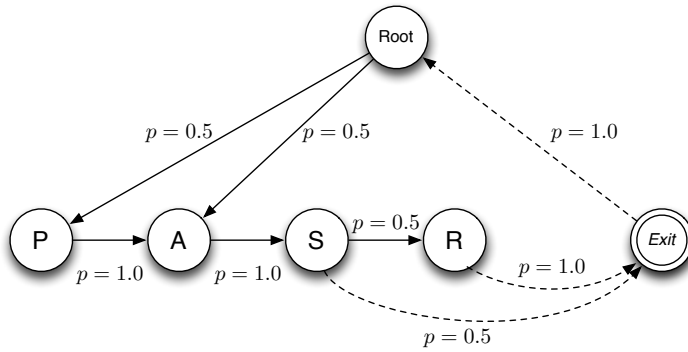 Root
p = 0.5
p = 0.5
p = 1.0
P
A
S
p = 0.5
R
Exit
p = 1.0
p = 1.0
p = 1.0
p = 0.5